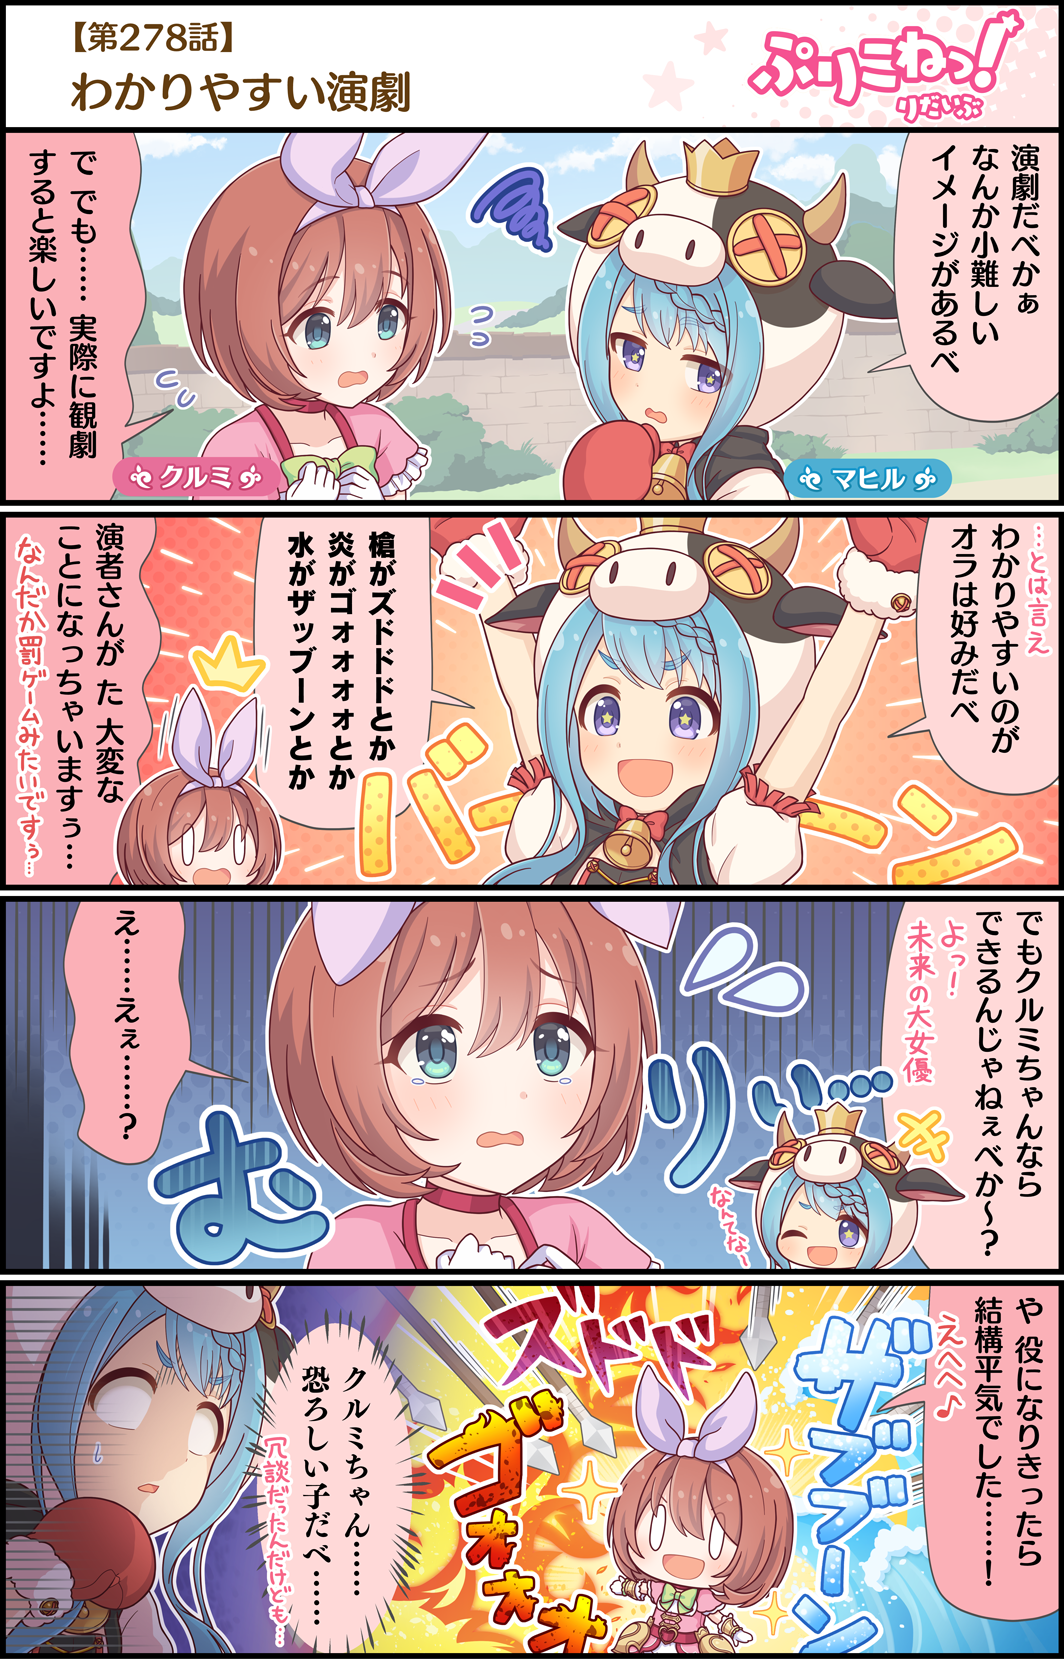 【第278話】
わかりやすい演劇
ぷりこねっ!
りだいぶ
演劇だべかぁ
なんか小難しい
イメージがあるべ
で でも…… 実際に観劇
すると楽しいですよ……
クルミ
マヒル
…とは言え
わかりやすいのが
オラは好みだべ
槍がズドドドとか
炎がゴォォォォとか
水がザッブーンとか
バーーン
演者さんが た 大変な
ことになっちゃいますぅ…
なんだか罰ゲームみたいですぅ…
でもクルミちゃんなら
できるんじゃねぇべか～?
よっ!
未来の大女優
なんてな～
え……えぇ……?
むりぃ…
や 役になりきったら
結構平気でした……!
えへへ♪
ズドドド
ゴォォォォ
ザブブーン
クルミちゃん……
恐ろしい子だべ……
冗談だったんだけども…